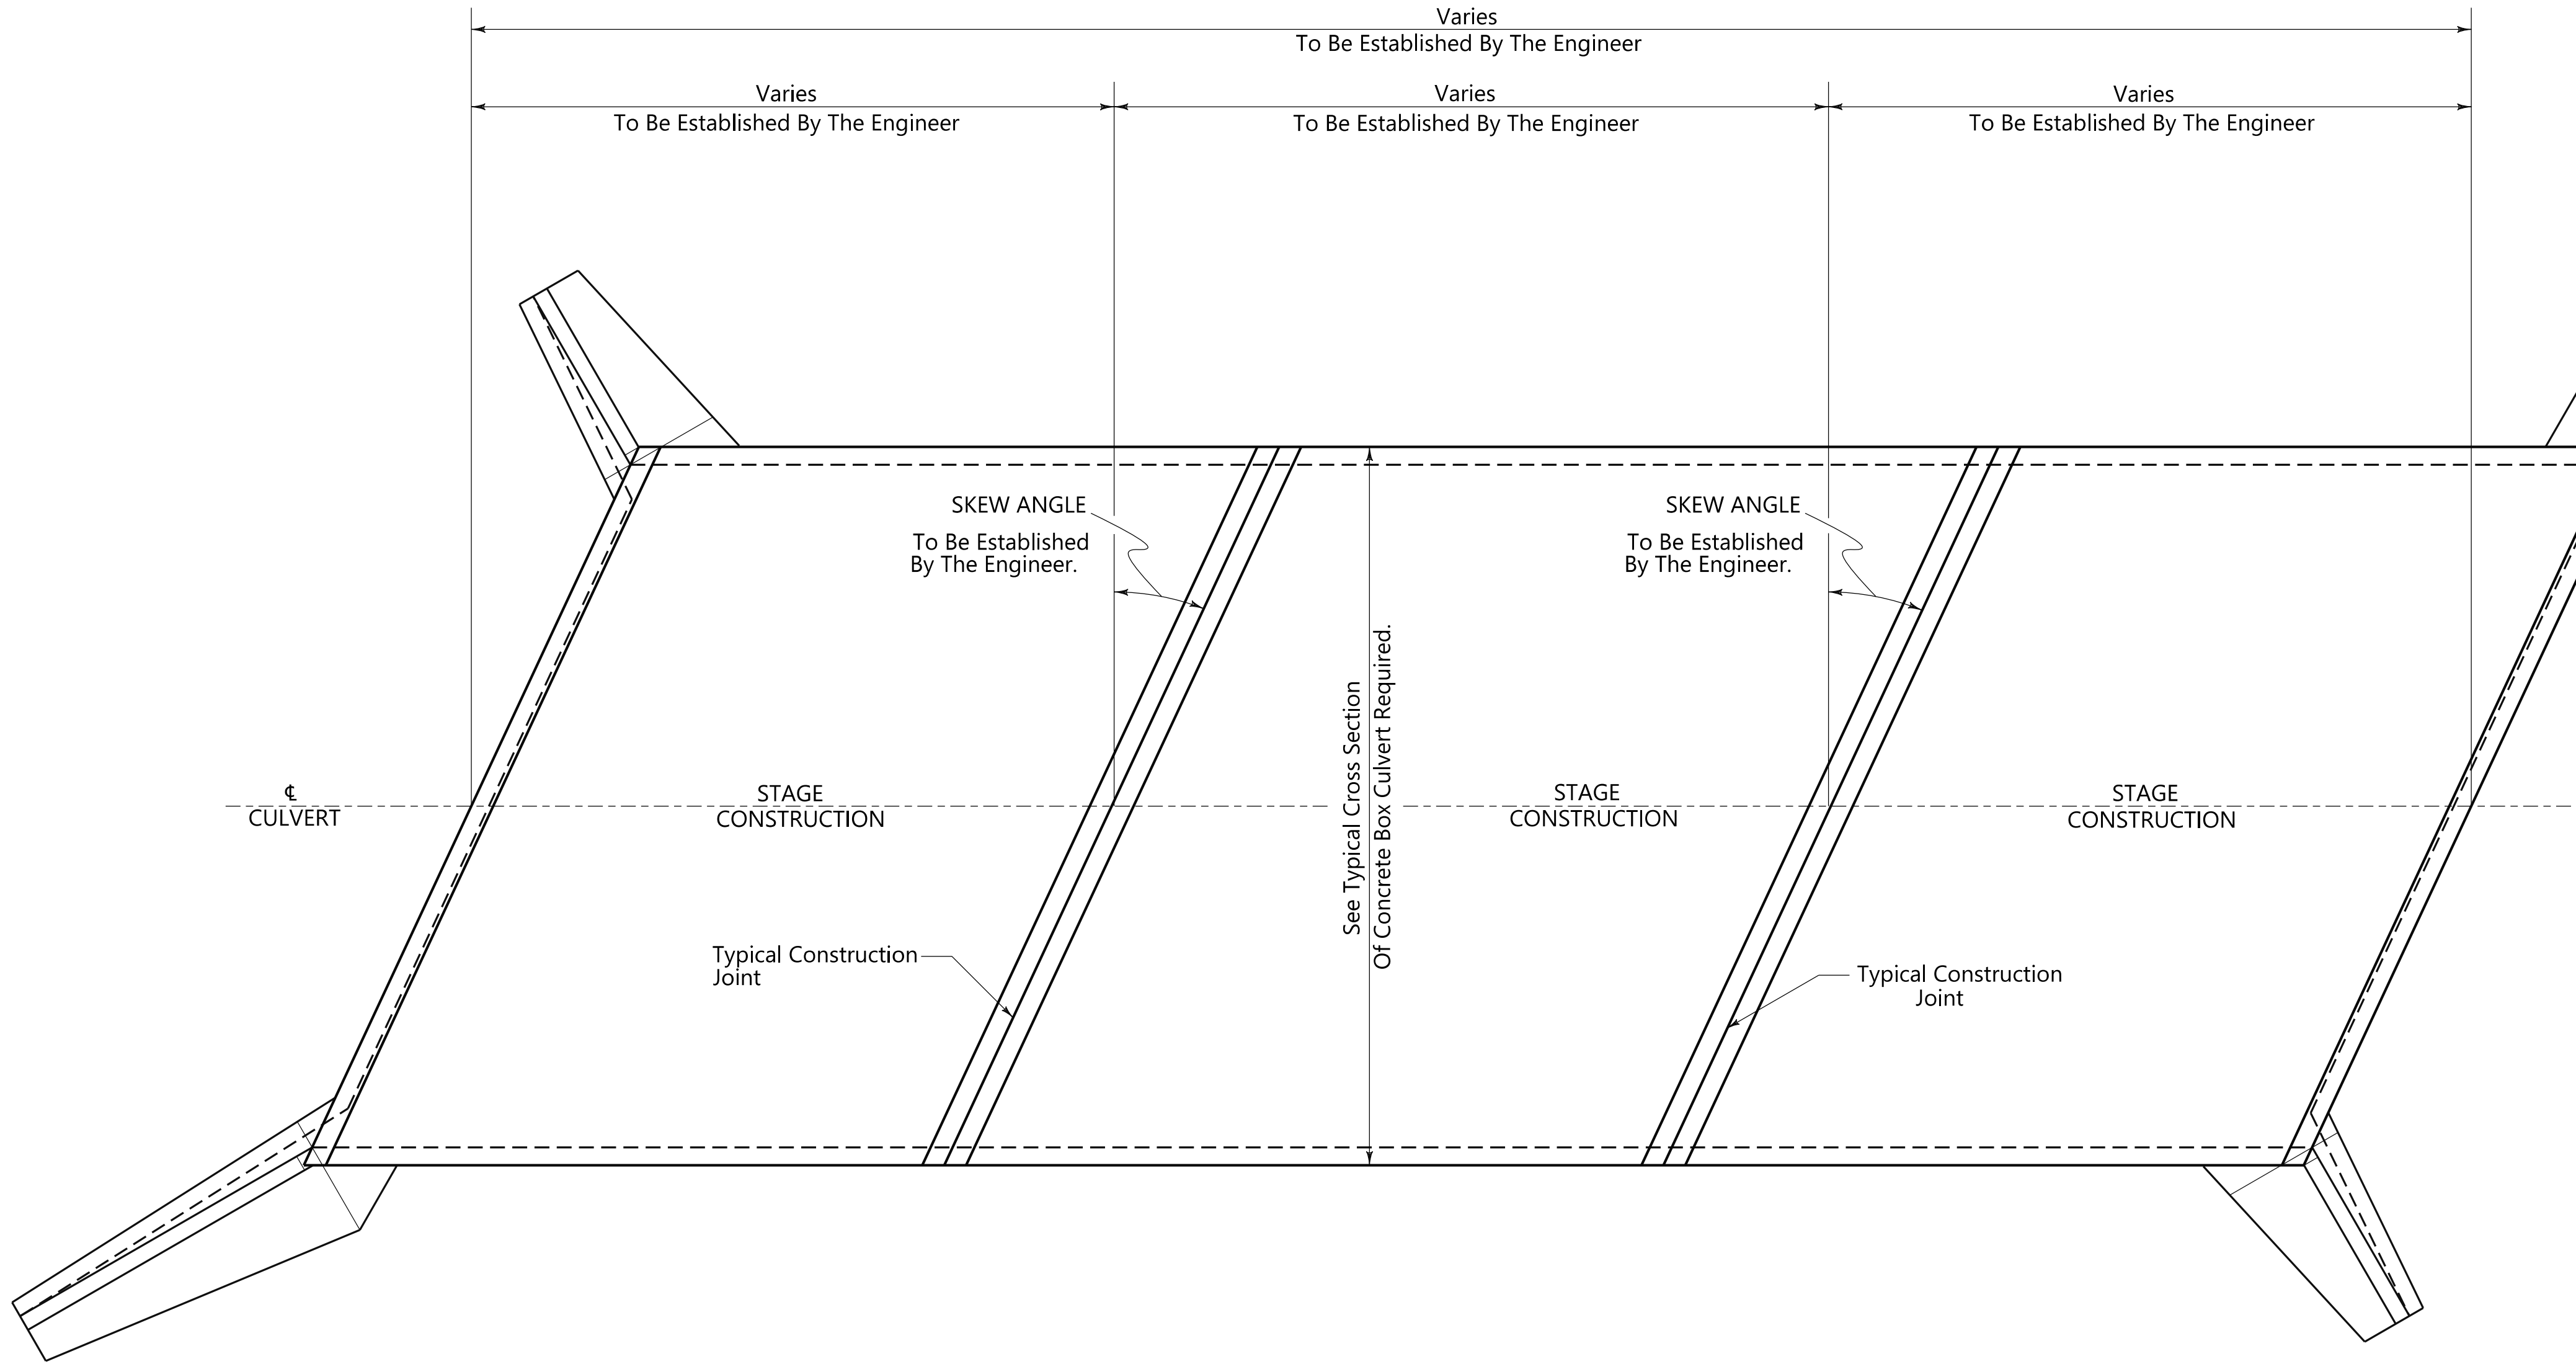 Varies
To Be Established By The Engineer
Varies
To Be Established By The Engineer
Varies
To Be Established By The Engineer
Varies
To Be Established By The Engineer
SKEW ANGLE
To Be Established
By The Engineer.
SKEW ANGLE
To Be Established
By The Engineer.
See Typical Cross Section
Of Concrete Box Culvert Required.
℄
CULVERT
STAGE
CONSTRUCTION
STAGE
CONSTRUCTION
STAGE
CONSTRUCTION
Typical Construction
Joint
Typical Construction
Joint